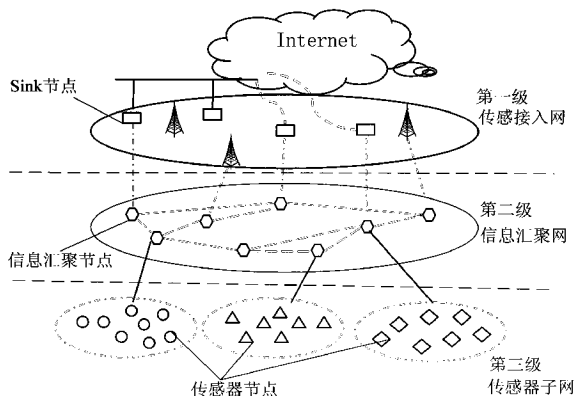 Internet
Sink节点
第一级
传感接入网
第二级
信息汇聚网
信息汇聚节点
传感器节点
第三级
传感器子网